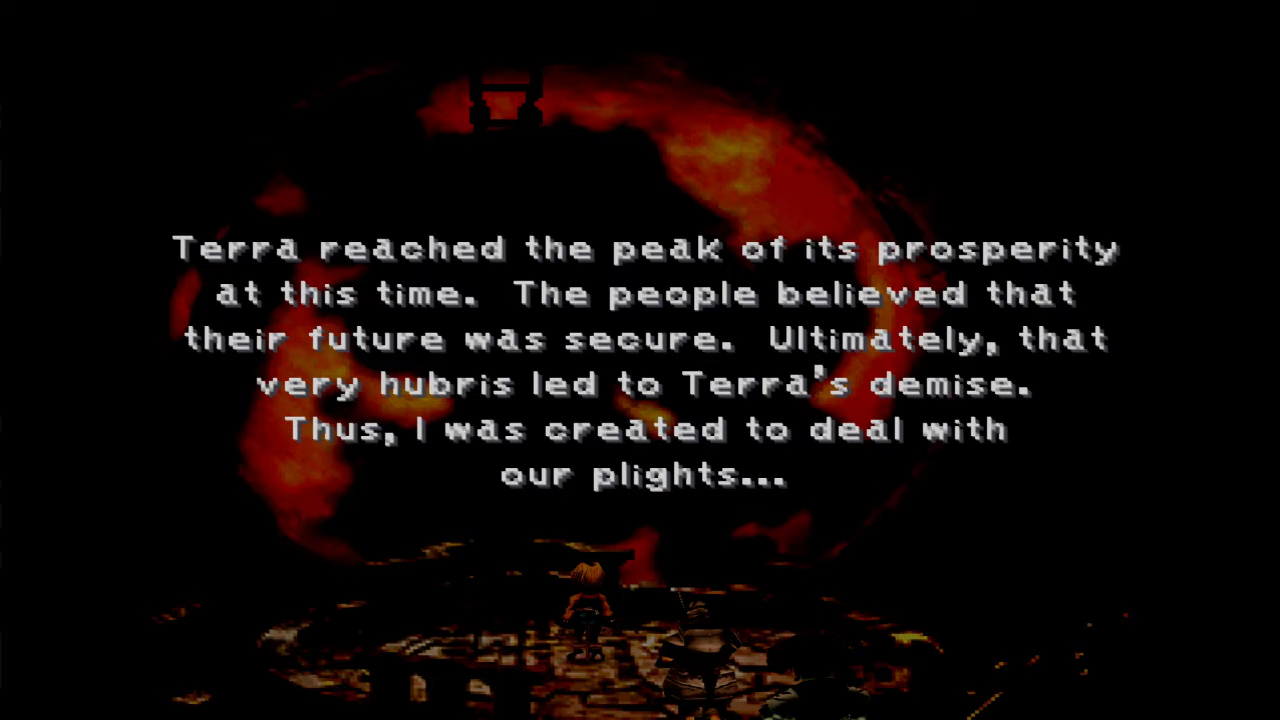 Terra reached the peak of its prosperity
at this time.  The people believed that
their future was secure.  Ultimately, that
very hubris led to Terra's demise.
Thus, I was created to deal with
our plights...